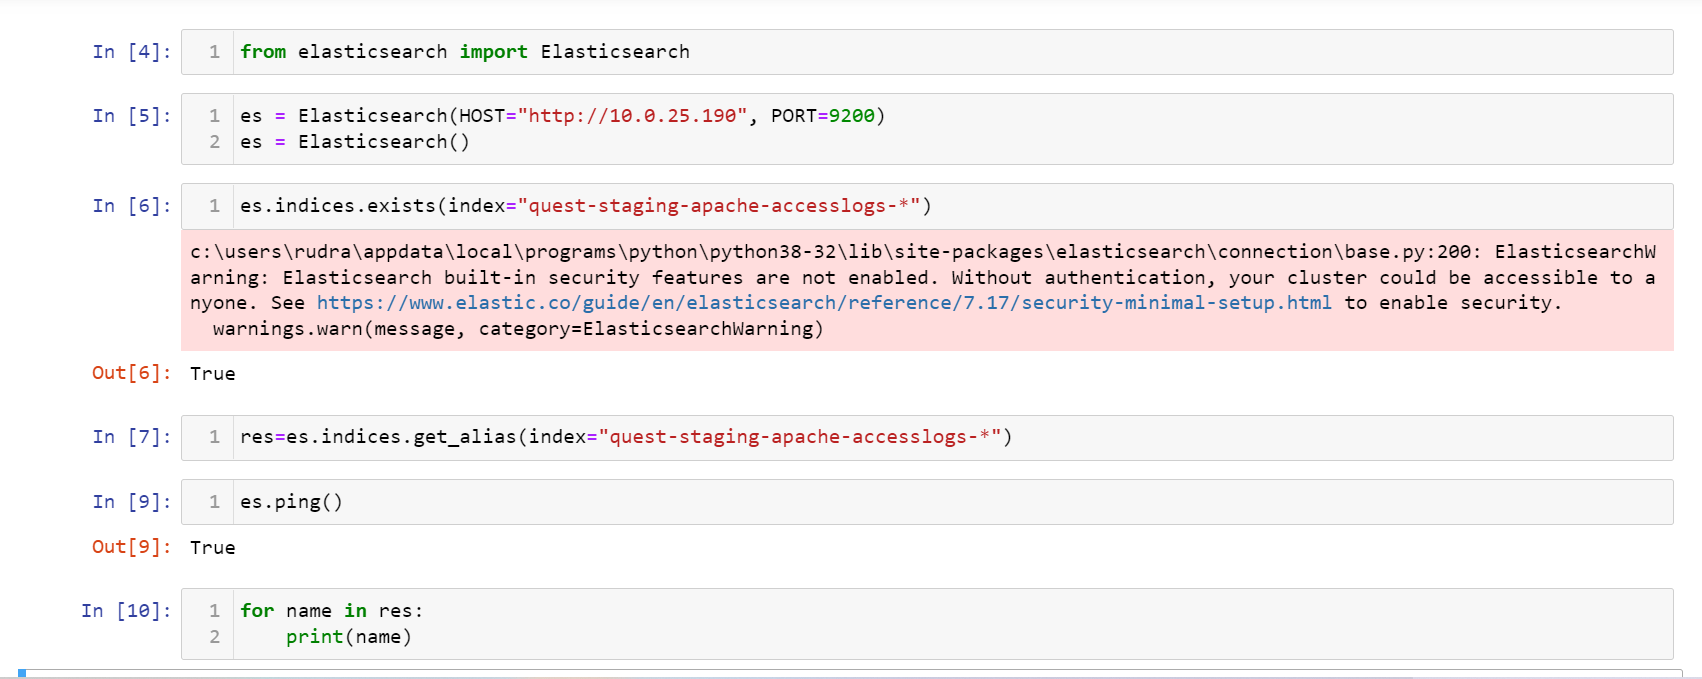 In [4]: 1 from elasticsearch import Elasticsearch
In [5]: 1 es = Elasticsearch(HOST="http://10.0.25.190", PORT=9200)
2 es = Elasticsearch()
In [6]: 1 es.indices.exists(index="quest-staging-apache-accesslogs-*")
c:\users\rudra\appdata\local\programs\python\python38-32\lib\site-packages\elasticsearch\connection\base.py:200: ElasticsearchW
arning: Elasticsearch built-in security features are not enabled. Without authentication, your cluster could be accessible to a
nyone. See https://www.elastic.co/guide/en/elasticsearch/reference/7.17/security-minimal-setup.html to enable security.
  warnings.warn(message, category=ElasticsearchWarning)
Out[6]: True
In [7]: 1 res=es.indices.get_alias(index="quest-staging-apache-accesslogs-*")
In [9]: 1 es.ping()
Out[9]: True
In [10]: 1 for name in res:
2     print(name)